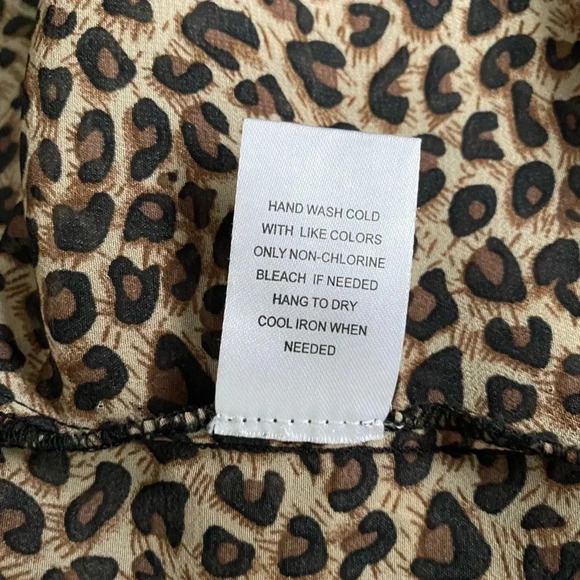 HAND WASH COLD
WITH LIKE COLORS
ONLY NON-CHLORINE
BLEACH IF NEEDED
HANG TO DRY
COOL IRON WHEN
NEEDED